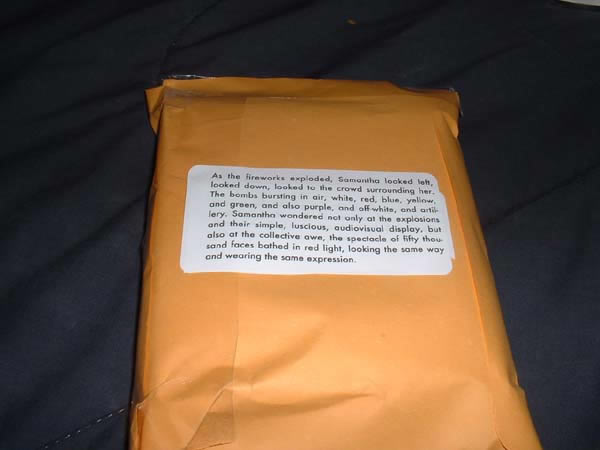 As the fireworks exploded, Samantha looked left,
looked down, looked to the crowd surrounding her.
The bombs bursting in air, white, red, blue, yellow,
and green, and also purple, and off-white, and artil-
lery. Samantha wondered not only at the explosions
and their simple, luscious, audiovisual display, but
also at the collective awe, the spectacle of fifty thou-
sand faces bathed in red light, looking the same way
and wearing the same expression.